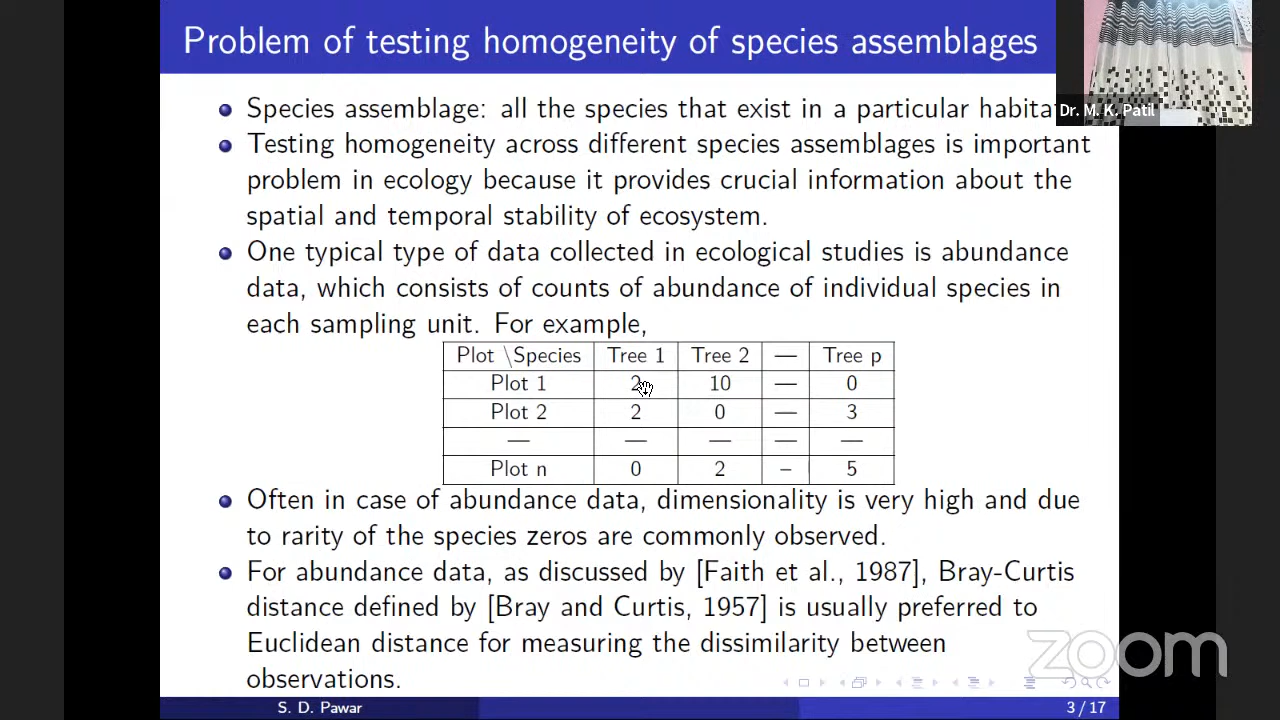 Problem of testing homogeneity of species assemblages
Dr. M. K. Patil
Species assemblage: all the species that exist in a particular
Testing homogeneity across different species assemblages is important
problem in ecology because it provides crucial information about the
spatial and temporal stability of ecosystem.
One typical type of data collected in ecological studies is abundance
data, which consists of counts of abundance of individual species in
each sampling unit. For example,
Plot \Species Tree 1 Tree 2 — Tree p
Plot 1 2 10 — 0
Plot 2 2 0 — 3
— — — — —
Plot n 0 2 – 5
Often in case of abundance data, dimensionality is very high and due
to rarity of the species zeros are commonly observed.
For abundance data, as discussed by [Faith et al., 1987], Bray-Curtis
distance defined by [Bray and Curtis, 1957] is usually preferred to
Euclidean distance for measuring the dissimilarity between
observations.
zoom
S. D. Pawar 3 / 17